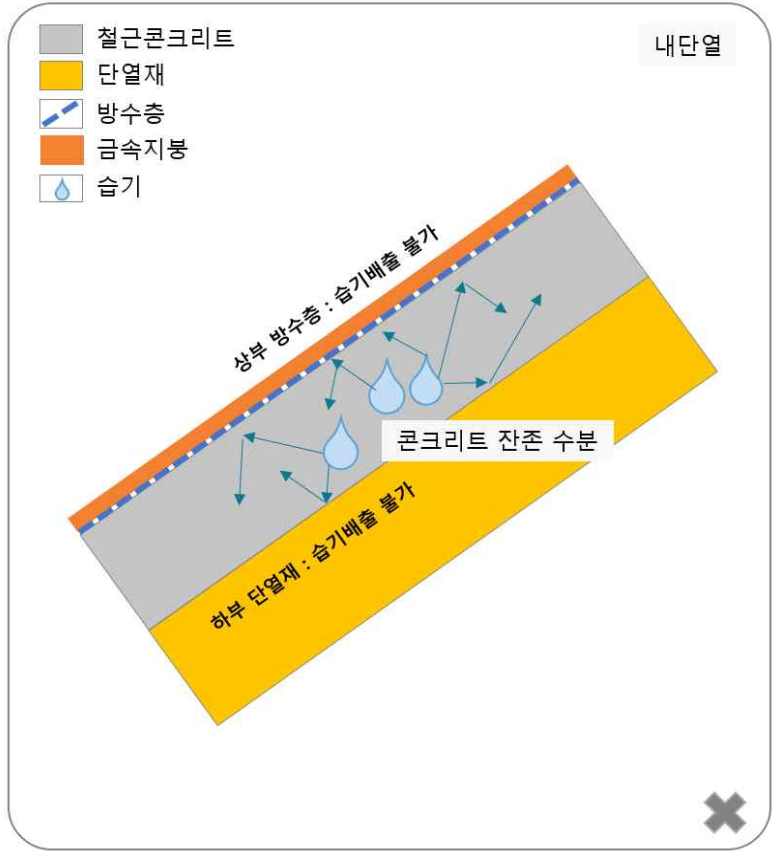 철근콘크리트
내단열
단열재
방수층
금속지붕
습기
상부 방수층 : 습기배출 불가
콘크리트 잔존 수분
하부 단열재 : 습기배출 불가